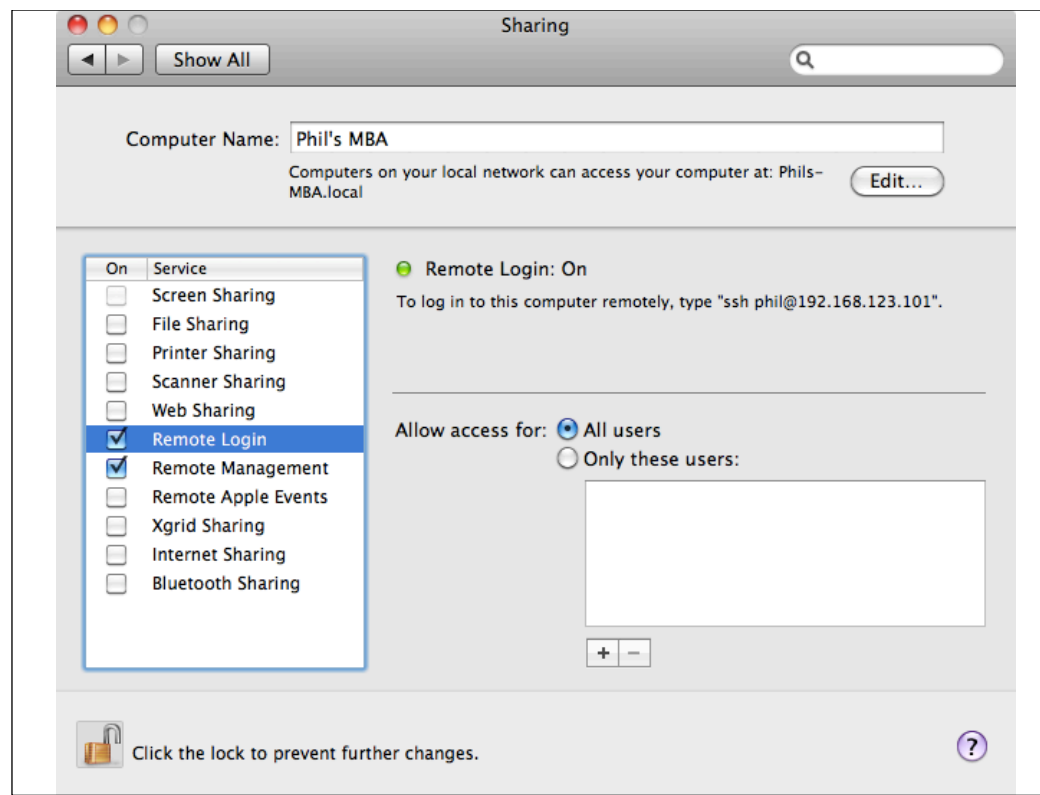 Sharing
Show All
Computer Name: Phil's MBA
Computers on your local network can access your computer at: Phils-
MBA.local
Edit...
On Service
Screen Sharing
File Sharing
Printer Sharing
Scanner Sharing
Web Sharing
Remote Login
Remote Management
Remote Apple Events
Xgrid Sharing
Internet Sharing
Bluetooth Sharing
Remote Login: On
To log in to this computer remotely, type "ssh phil@192.168.123.101".
Allow access for: All users
Only these users:
+ −
Click the lock to prevent further changes.
?